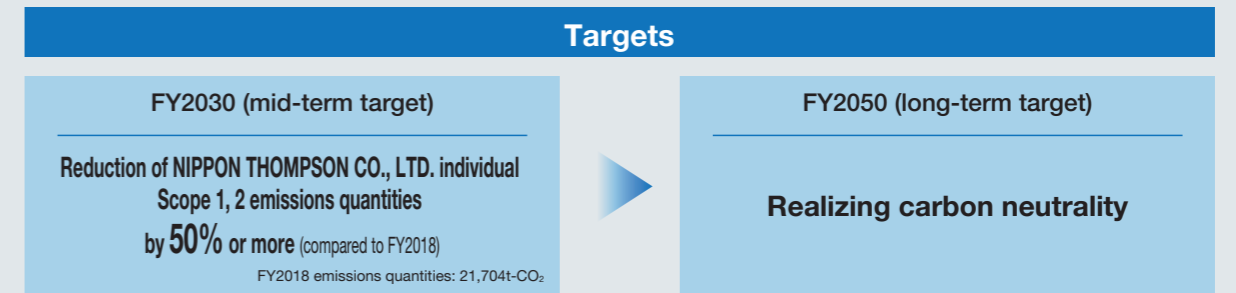 Targets
FY2030 (mid-term target)
Reduction of NIPPON THOMPSON CO., LTD. individual
Scope 1, 2 emissions quantities
by 50% or more (compared to FY2018)
FY2018 emissions quantities: 21,704t-CO₂
FY2050 (long-term target)
Realizing carbon neutrality